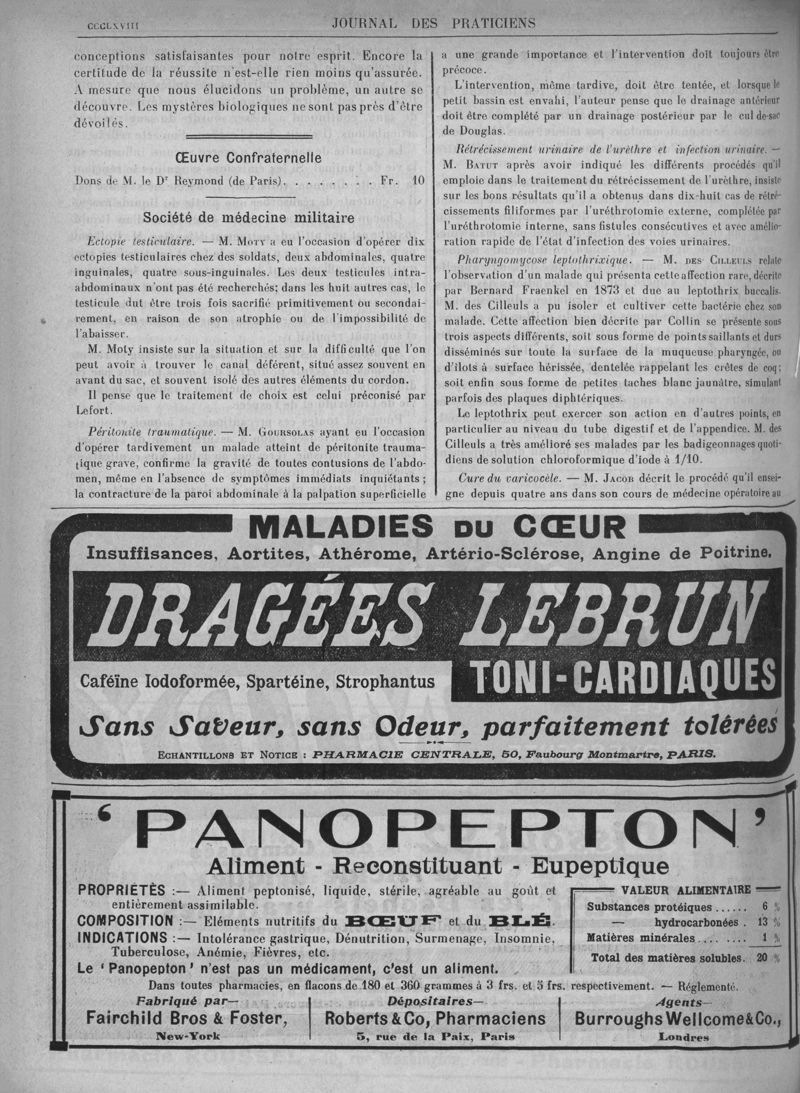 CCCLXVIII
JOURNAL DES PRATICIENS
conceptions satisfaisantes pour notre esprit. Encore la
certitude de la réussite n'est-elle rien moins qu'assurée.
A mesure que nous élucidons un problème, un autre se
découvre. Les mystères biologiques ne sont pas près d'être
dévoilés.
Œuvre Confraternelle
Dons de M. le Dr Reymond (de Paris). . . . . . . . Fr. 10
Société de médecine militaire
Ectopie testiculaire. — M. MOTY a eu l'occasion d'opérer dix
ectopies testiculaires chez des soldats, deux abdominales, quatre
inguinales, quatre sous-inguinales. Les deux testicules intra-
abdominaux n'ont pas été recherchés; dans les huit autres cas, le
testicule dut être trois fois sacrifié primitivement ou secondai-
rement, en raison de son atrophie ou de l'impossibilité de
l'abaisser.
M. Moty insiste sur la situation et sur la difficulté que l'on
peut avoir à trouver le canal déférent, situé assez souvent en
avant du sac, et souvent isolé des autres éléments du cordon.
Il pense que le traitement de choix est celui préconisé par
Lefort.
Péritonite traumatique. — M. GOURSOLAS ayant eu l'occasion
d'opérer tardivement un malade atteint de péritonite trauma-
tique grave, confirme la gravité de toutes contusions de l'abdo-
men, même en l'absence de symptômes immédiats inquiétants ;
la contracture de la paroi abdominale à la palpation superficielle
a une grande importance et l'intervention doit toujours être
précoce.
L'intervention, même tardive, doit être tentée, et lorsque le
petit bassin est envahi, l'auteur pense que le drainage antérieur
doit être complété par un drainage postérieur par le cul de-sac
de Douglas.
Rétrécissement urinaire de l'urèthre et infection urinaire. —
M. BATUT après avoir indiqué les différents procédés qu'il
emploie dans le traitement du rétrécissement de l'urèthre, insiste
sur les bons résultats qu'il a obtenus dans dix-huit cas de rétré-
cissements filiformes par l'uréthrotomie externe, complétée par
l'uréthrotomie interne, sans fistules consécutives et avec amélio-
ration rapide de l'état d'infection des voies urinaires.
Pharyngomycose leptothrixique. — M. DES CILLEULS relate
l'observation d'un malade qui présenta cette affection rare, décrite
par Bernard Fraenkel en 1873 et due au leptothrix buccalis.
M. des Cilleuls a pu isoler et cultiver cette bactérie chez son
malade. Cette affection bien décrite par Collin se présente sous
trois aspects différents, soit sous forme de points saillants et durs
disséminés sur toute la surface de la muqueuse pharyngée, ou
d'ilots à surface hérissée, dentelée rappelant les crêtes de coq;
soit enfin sous forme de petites taches blanc jaunâtre, simulant
parfois des plaques diphtériques.
Le leptothrix peut exercer son action en d'autres points, en
particulier au niveau du tube digestif et de l'appendice. M. des
Cilleuls a très amélioré ses malades par les badigeonnages quoti-
diens de solution chloroformique d'iode à 1/10.
Cure du varicocèle. — M. JACOB décrit le procédé qu'il ensei-
gne depuis quatre ans dans son cours de médecine opératoire au
MALADIES DU CŒUR
Insuffisances, Aortites, Athérome, Artério-Sclérose, Angine de Poitrine.
DRAGÉES LEBRUN
Caféïne Iodoformée, Spartéine, Strophantus
TONI-CARDIAQUES
Sans Saveur, sans Odeur, parfaitement tolérées
ECHANTILLONS ET NOTICE : PHARMACIE CENTRALE, 50, Faubourg Montmartre, PARIS.
'PANOPEPTON'
Aliment - Reconstituant - Eupeptique
PROPRIÉTÉS :— Aliment peptonisé, liquide, stérile, agréable au goût et
entièrement assimilable.
COMPOSITION :— Eléments nutritifs du BŒUF et du BLÉ.
INDICATIONS :— Intolérance gastrique, Dénutrition, Surmenage, Insomnie,
Tuberculose, Anémie, Fièvres, etc.
Le 'Panopepton' n'est pas un médicament, c'est un aliment.
VALEUR ALIMENTAIRE
Substances protéiques ...... 6 %
— hydrocarbonées . 13 %
Matières minérales .... ........ 1 %
Total des matières solubles. 20 %
Dans toutes pharmacies, en flacons de 180 et 360 grammes à 3 frs. et 5 frs. respectivement. — Réglementé.
Fabriqué par—
Fairchild Bros & Foster,
New-York
Dépositaires—
Roberts & Co, Pharmaciens
5, rue de la Paix, Paris
Agents—
Burroughs Wellcome & Co.,
Londres